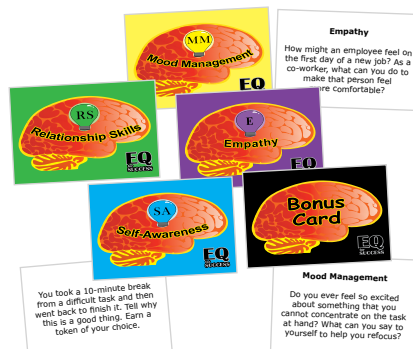 MM
Mood Management
EQ
Empathy
How might an employee feel on
the first day of a new job? As a
co-worker, what can you do to
make that person feel
more comfortable?
RS
Relationship Skills
EQ
SUCCESS
E
Empathy
EQ
SA
Self-Awareness
EQ
SUCCESS
Bonus
Card
EQ
SUCCESS
You took a 10-minute break
from a difficult task and then
went back to finish it. Tell why
this is a good thing. Earn a
token of your choice.
Mood Management
Do you ever feel so excited
about something that you
cannot concentrate on the task
at hand? What can you say to
yourself to help you refocus?